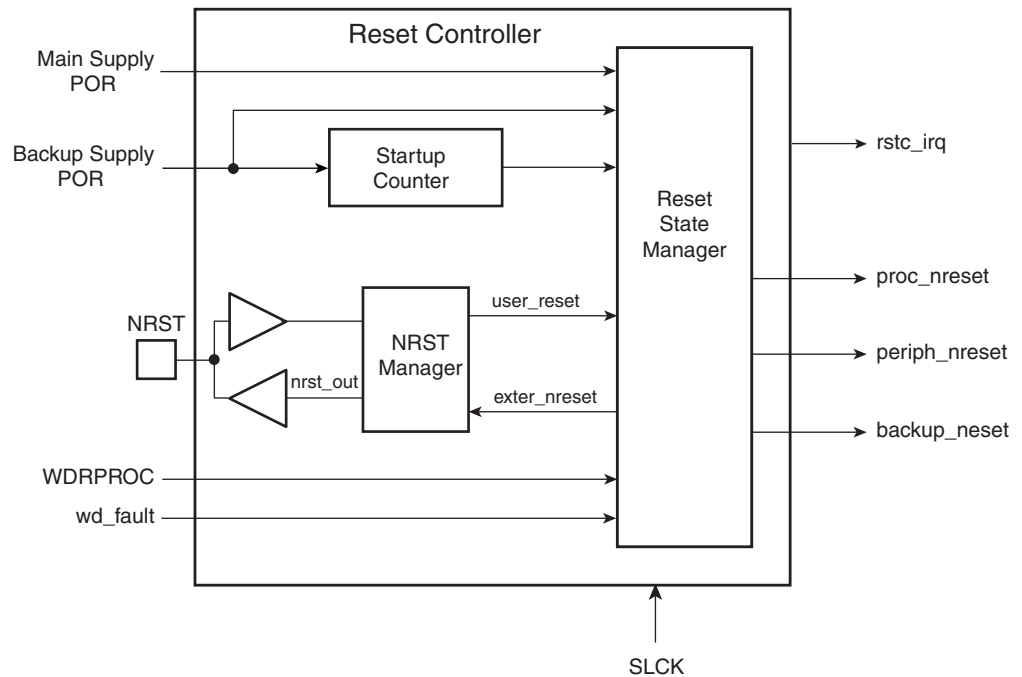 Reset Controller
Main Supply
POR
Backup Supply
POR
Startup
Counter
Reset
State
Manager
rstc_irq
proc_nreset
periph_nreset
backup_neset
NRST
user_reset
NRST
Manager
nrst_out
exter_nreset
WDRPROC
wd_fault
SLCK